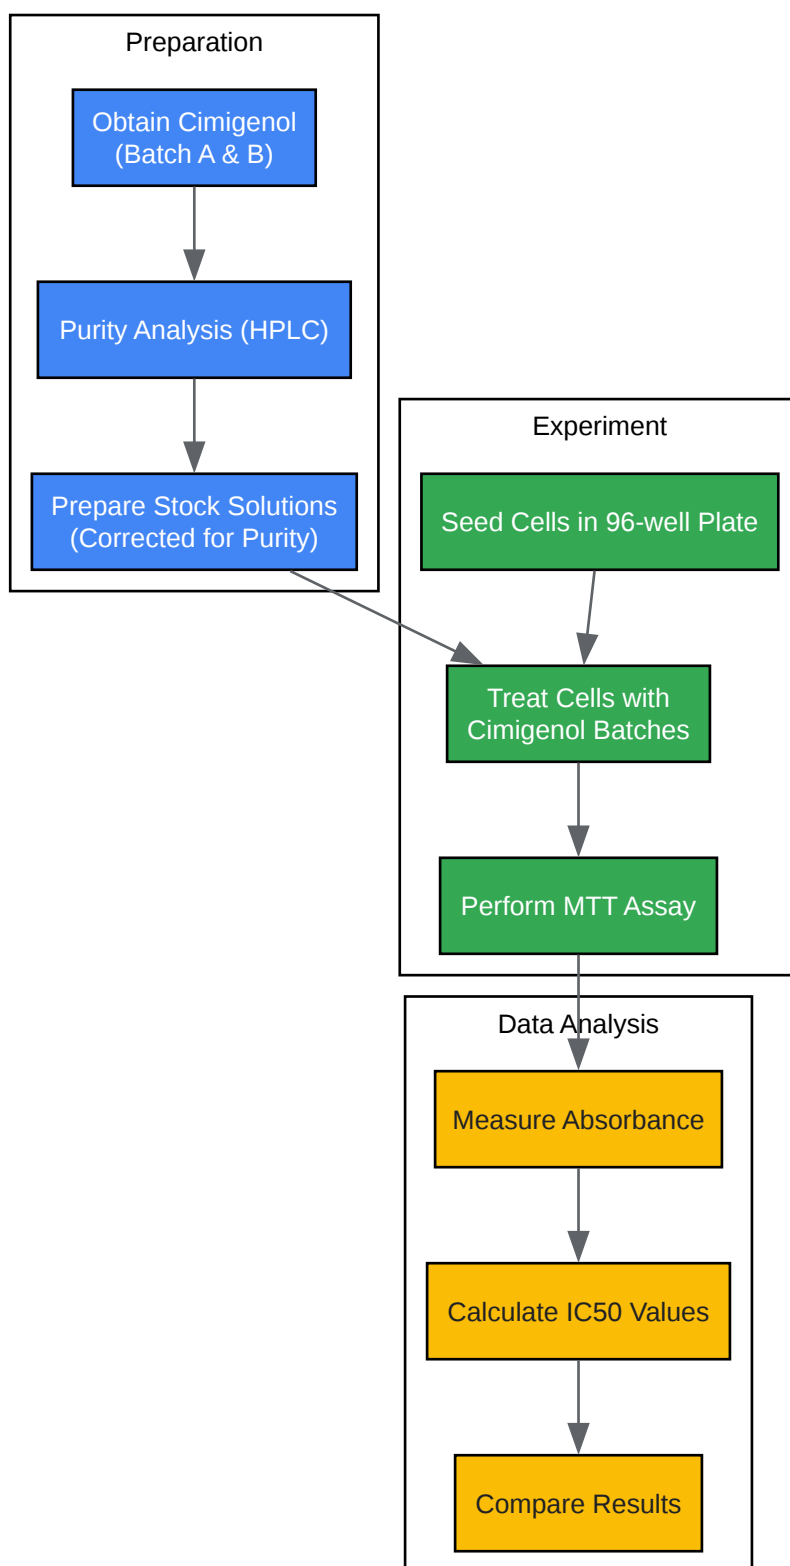 Preparation
Obtain Cimigenol
(Batch A & B)
Purity Analysis (HPLC)
Prepare Stock Solutions
(Corrected for Purity)
Experiment
Seed Cells in 96-well Plate
Treat Cells with
Cimigenol Batches
Perform MTT Assay
Data Analysis
Measure Absorbance
Calculate IC50 Values
Compare Results